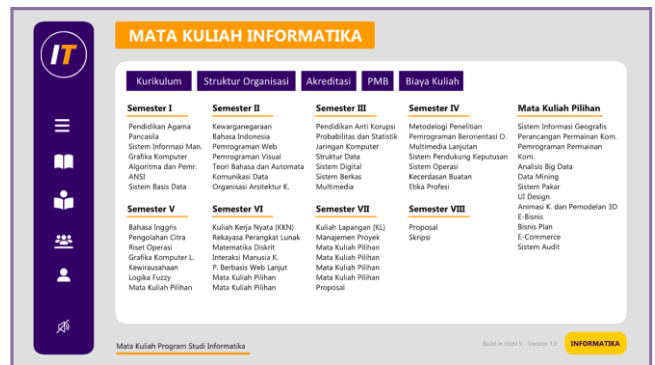 IT
MATA KULIAH INFORMATIKA
Kurikulum
Struktur Organisasi
Akreditasi
PMB
Biaya Kuliah
Semester I
Pendidikan Agama
Pancasila
Sistem Informasi Man.
Grafika Komputer
Algoritma dan Pemr.
ANSI
Sistem Basis Data
Semester II
Kewarganegaraan
Bahasa Indonesia
Pemrograman Web
Pemrograman Visual
Teori Bahasa dan Automata
Komunikasi Data
Organisasi Arsitektur K.
Semester III
Pendidikan Anti Korupsi
Probabilitas dan Statistik
Jaringan Komputer
Struktur Data
Sistem Digital
Sistem Berkas
Multimedia
Semester IV
Metodelogi Penelitian
Pemrograman Berorientasi O.
Multimedia Lanjutan
Sistem Pendukung Keputusan
Sistem Operasi
Kecerdasan Buatan
Etika Profesi
Mata Kuliah Pilihan
Sistem Informasi Geografis
Perancangan Permainan Kom.
Pemrograman Permainan
Kom.
Analisis Big Data
Data Mining
Sistem Pakar
UI Design
Animasi K. dan Pemodelan 3D
E-Bisnis
Bisnis Plan
E-Commerce
Sistem Audit
Semester V
Bahasa Inggris
Pengolahan Citra
Riset Operasi
Grafika Komputer L.
Kewirausahaan
Logika Fuzzy
Mata Kuliah Pilihan
Semester VI
Kuliah Kerja Nyata (KKN)
Rekayasa Perangkat Lunak
Matematika Diskrit
Interaksi Manusia K.
P. Berbasis Web Lanjut
Mata Kuliah Pilihan
Mata Kuliah Pilihan
Semester VII
Kuliah Lapangan (KL)
Manajemen Proyek
Mata Kuliah Pilihan
Mata Kuliah Pilihan
Mata Kuliah Pilihan
Mata Kuliah Pilihan
Proposal
Semester VIII
Proposal
Skripsi
Mata Kuliah Program Studi Informatika
Build in Html 5 - Version 1.0
INFORMATIKA